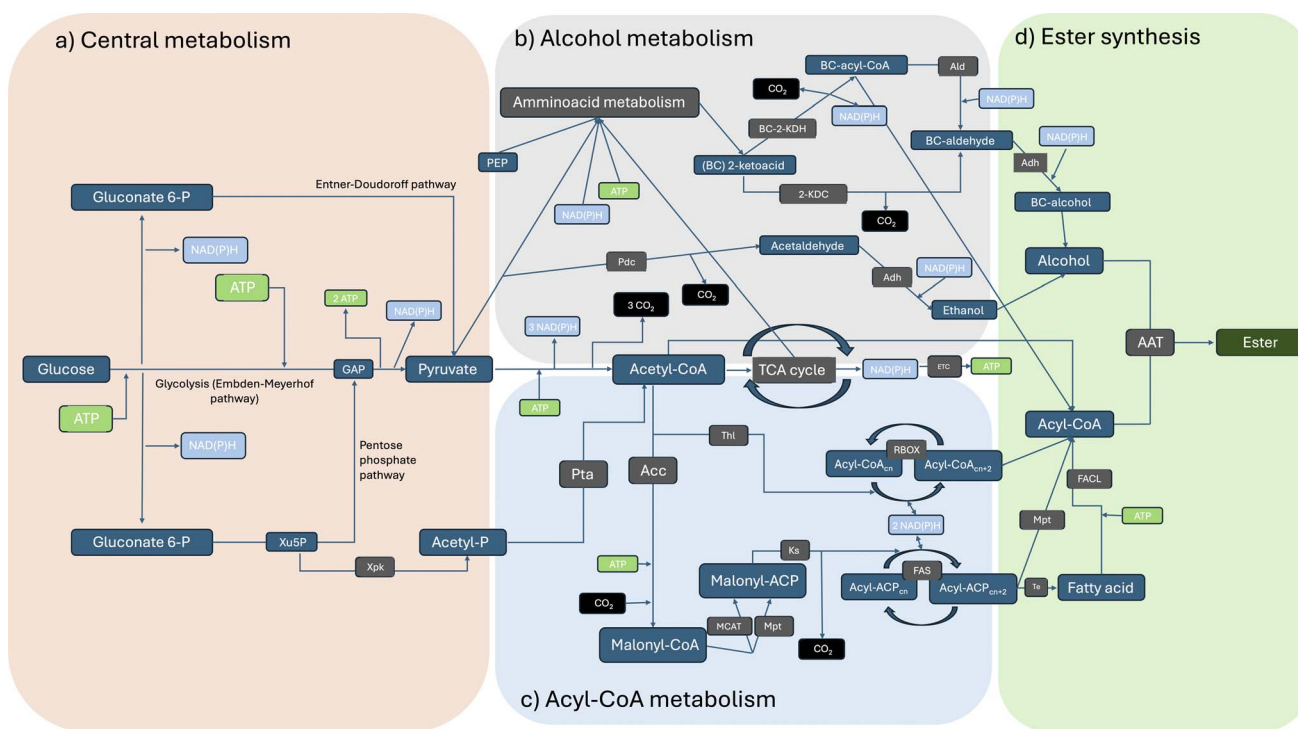 a) Central metabolism
b) Alcohol metabolism
d) Ester synthesis
BC-acyl-CoA
Ald
CO2
NAD(P)H
Amminoacid metabolism
NAD(P)H
BC-2-KDH
NAD(P)H
BC-aldehyde
PEP
(BC) 2-ketoacid
Adh
Entner-Doudoroff pathway
Gluconate 6-P
ATP
2-KDC
BC-alcohol
NAD(P)H
CO2
NAD(P)H
Acetaldehyde
Pdc
Alcohol
ATP
Adh
NAD(P)H
2 ATP
CO2
3 CO2
NAD(P)H
Ethanol
3 NAD(P)H
AAT
Ester
Glucose
GAP
Pyruvate
Acetyl-CoA
TCA cycle
NAD(P)H
ETC
ATP
Glycolysis (Embden-Meyerhof
pathway)
ATP
ATP
Acyl-CoA
Thl
NAD(P)H
Pentose
phosphate
pathway
RBOX
Acyl-CoAcn
Acyl-CoAcn+2
Pta
Acc
FACL
2 NAD(P)H
Mpt
ATP
Gluconate 6-P
Xu5P
Acetyl-P
Ks
Xpk
ATP
Malonyl-ACP
FAS
Acyl-ACPcn
Acyl-ACPcn+2
Te
Fatty acid
CO2
MCAT
Mpt
Malonyl-CoA
CO2
c) Acyl-CoA metabolism